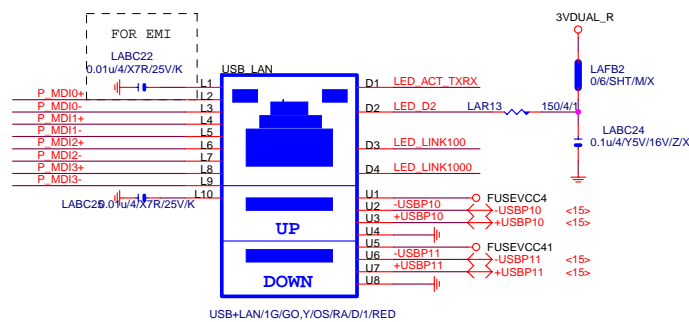 3VDUAL_R
FOR EMI
LABC22
0.01u/4/X7R/25V/K
USB_LAN
LAFB2
0/6/SHT/M/X
L1
D1
LED_ACT_TXRX
P_MDI0+
L2
P_MDI0-
L3
D2
LED_D2
LAR13
150/4/1
P_MDI1+
L4
P_MDI1-
L5
LABC24
0.1u/4/Y5V/16V/Z/X
P_MDI2+
L6
D3
LED_LINK100
P_MDI2-
L7
P_MDI3+
L8
D4
LED_LINK1000
P_MDI3-
L9
LABC25
0.01u/4/X7R/25V/K
L10
U1
FUSEVCC4
U2
-USBP10
-USBP10
<15>
U3
+USBP10
+USBP10
<15>
UP
U4
U5
FUSEVCC41
U6
-USBP11
-USBP11
<15>
U7
+USBP11
+USBP11
<15>
DOWN
U8
USB+LAN/1G/GO,Y/OS/RA/D/1/RED